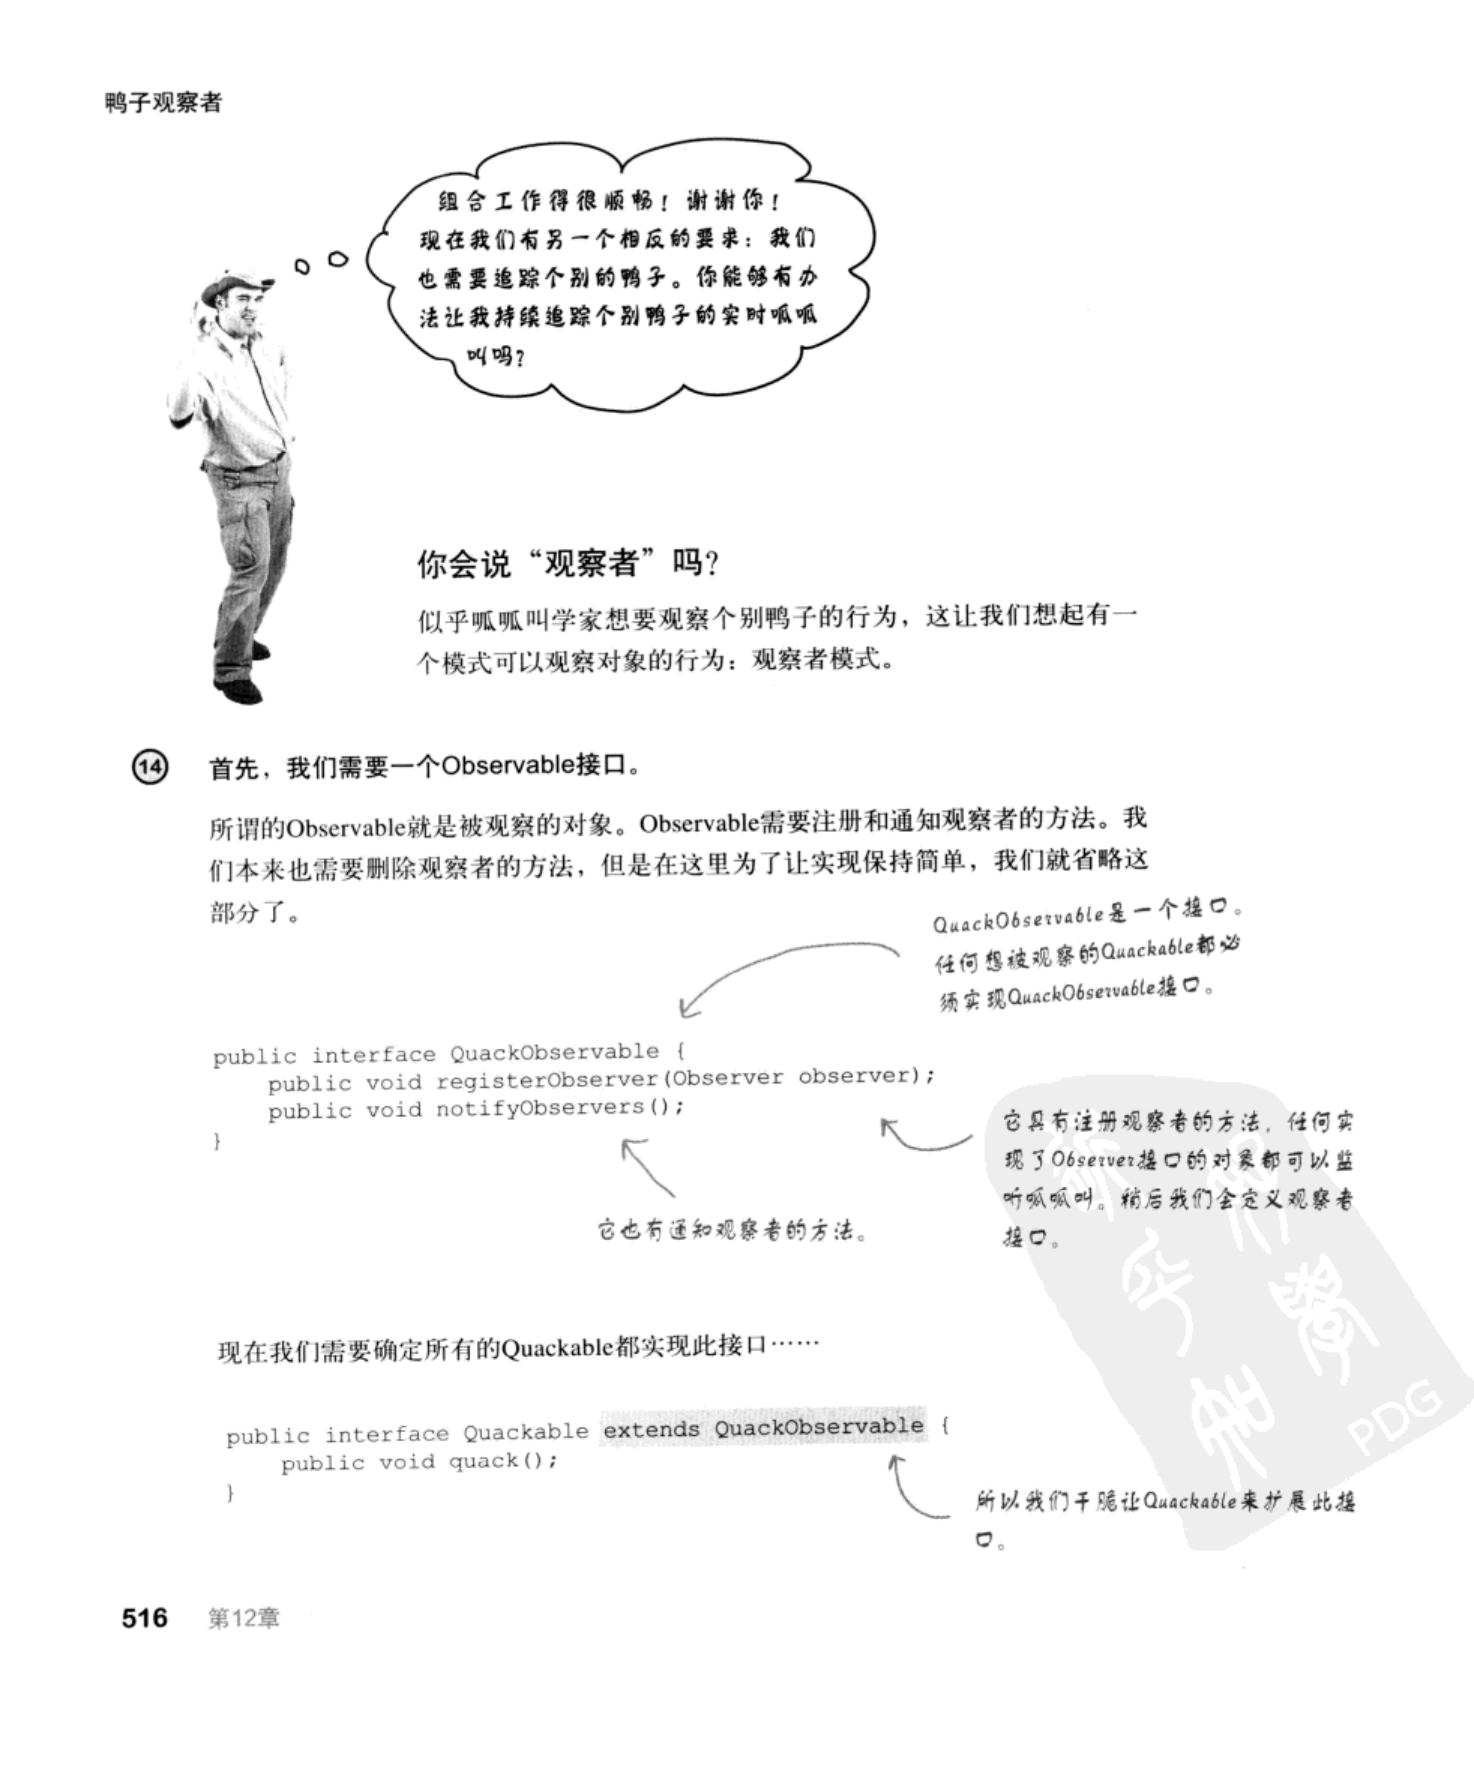 鸭子观察者
组合工作得很顺畅！谢谢你！
现在我们有另一个相反的要求：我们
也需要追踪个别的鸭子。你能够有办
法让我持续追踪个别鸭子的实时呱呱
叫吗？
你会说“观察者”吗？
似乎呱呱叫学家想要观察个别鸭子的行为，这让我们想起有一
个模式可以观察对象的行为：观察者模式。
14 首先，我们需要一个Observable接口。
所谓的Observable就是被观察的对象。Observable需要注册和通知观察者的方法。我
们本来也需要删除观察者的方法，但是在这里为了让实现保持简单，我们就省略这
部分了。
QuackObservable是一个接口。
任何想被观察的Quackable都必
须实现QuackObservable接口。
public interface QuackObservable {
    public void registerObserver(Observer observer);
    public void notifyObservers();
}
它具有注册观察者的方法，任何实
现了Observer接口的对象都可以监
听呱呱叫。稍后我们会定义观察者
接口。
它也有通知观察者的方法。
现在我们需要确定所有的Quackable都实现此接口……
public interface Quackable extends QuackObservable {
    public void quack();
}
所以我们干脆让Quackable来扩展此接
口。
PDG
516 第12章